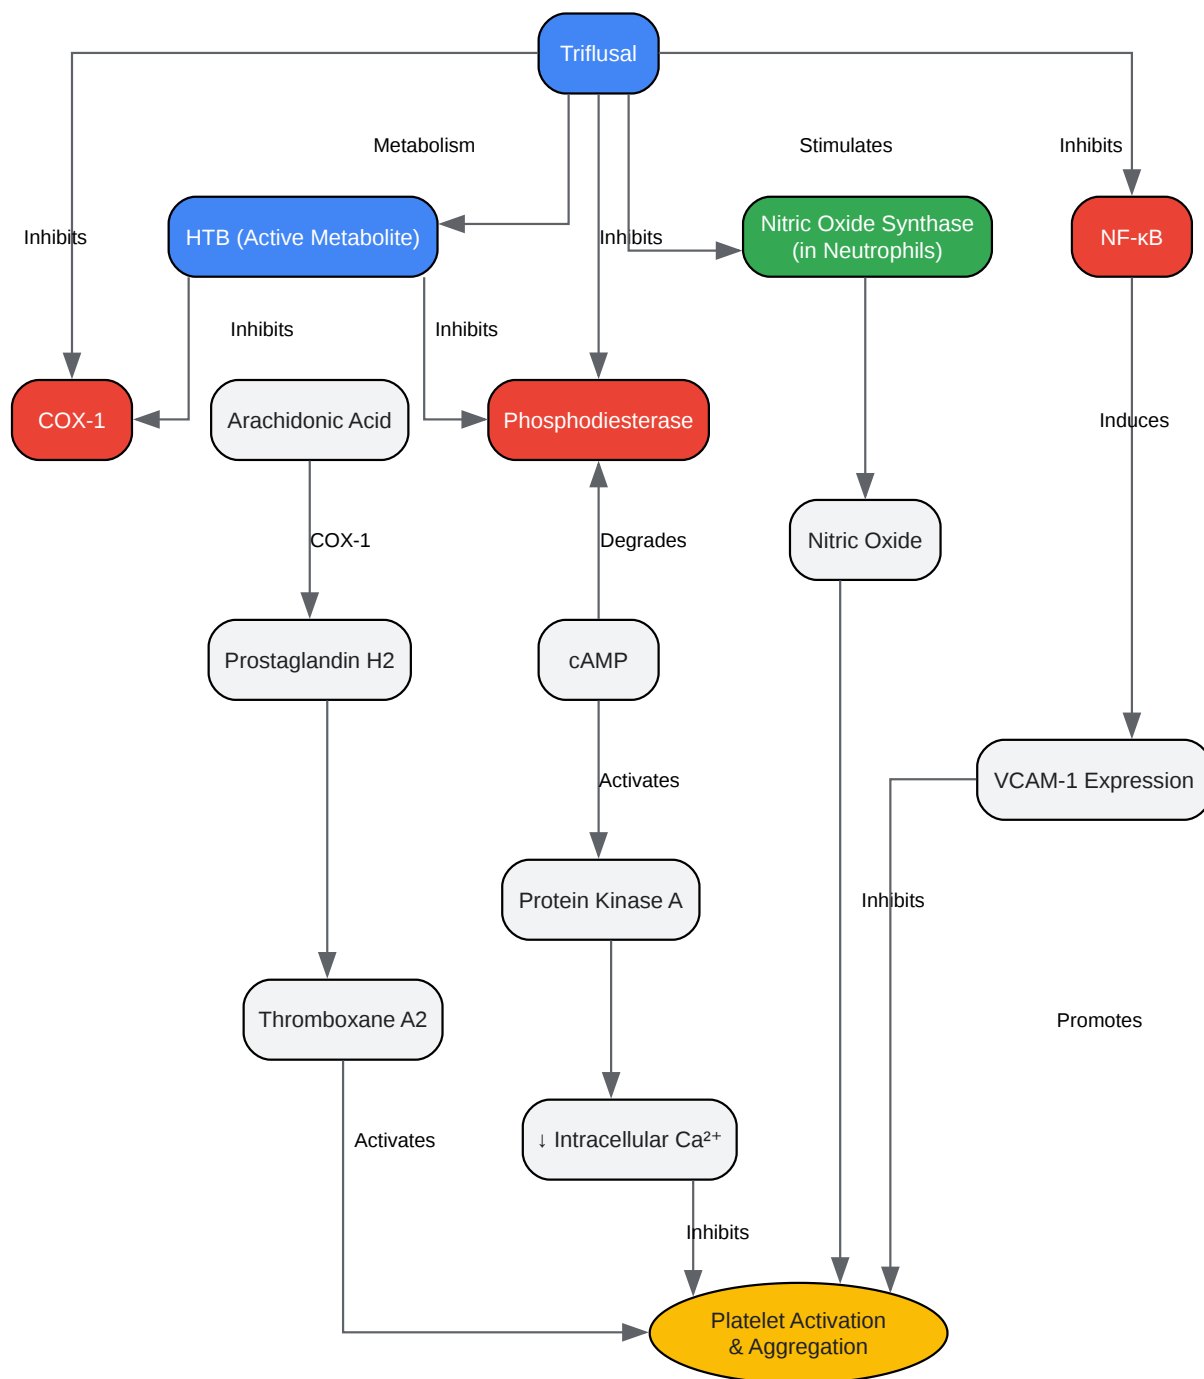 Triflusal
Metabolism
Stimulates
Inhibits
Inhibits
HTB (Active Metabolite)
Inhibits
Nitric Oxide Synthase
(in Neutrophils)
NF-κB
Inhibits
Inhibits
COX-1
Arachidonic Acid
Phosphodiesterase
Induces
COX-1
Degrades
Nitric Oxide
Prostaglandin H2
cAMP
Activates
VCAM-1 Expression
Protein Kinase A
Inhibits
Thromboxane A2
Promotes
Activates
↓ Intracellular Ca²⁺
Inhibits
Platelet Activation
& Aggregation